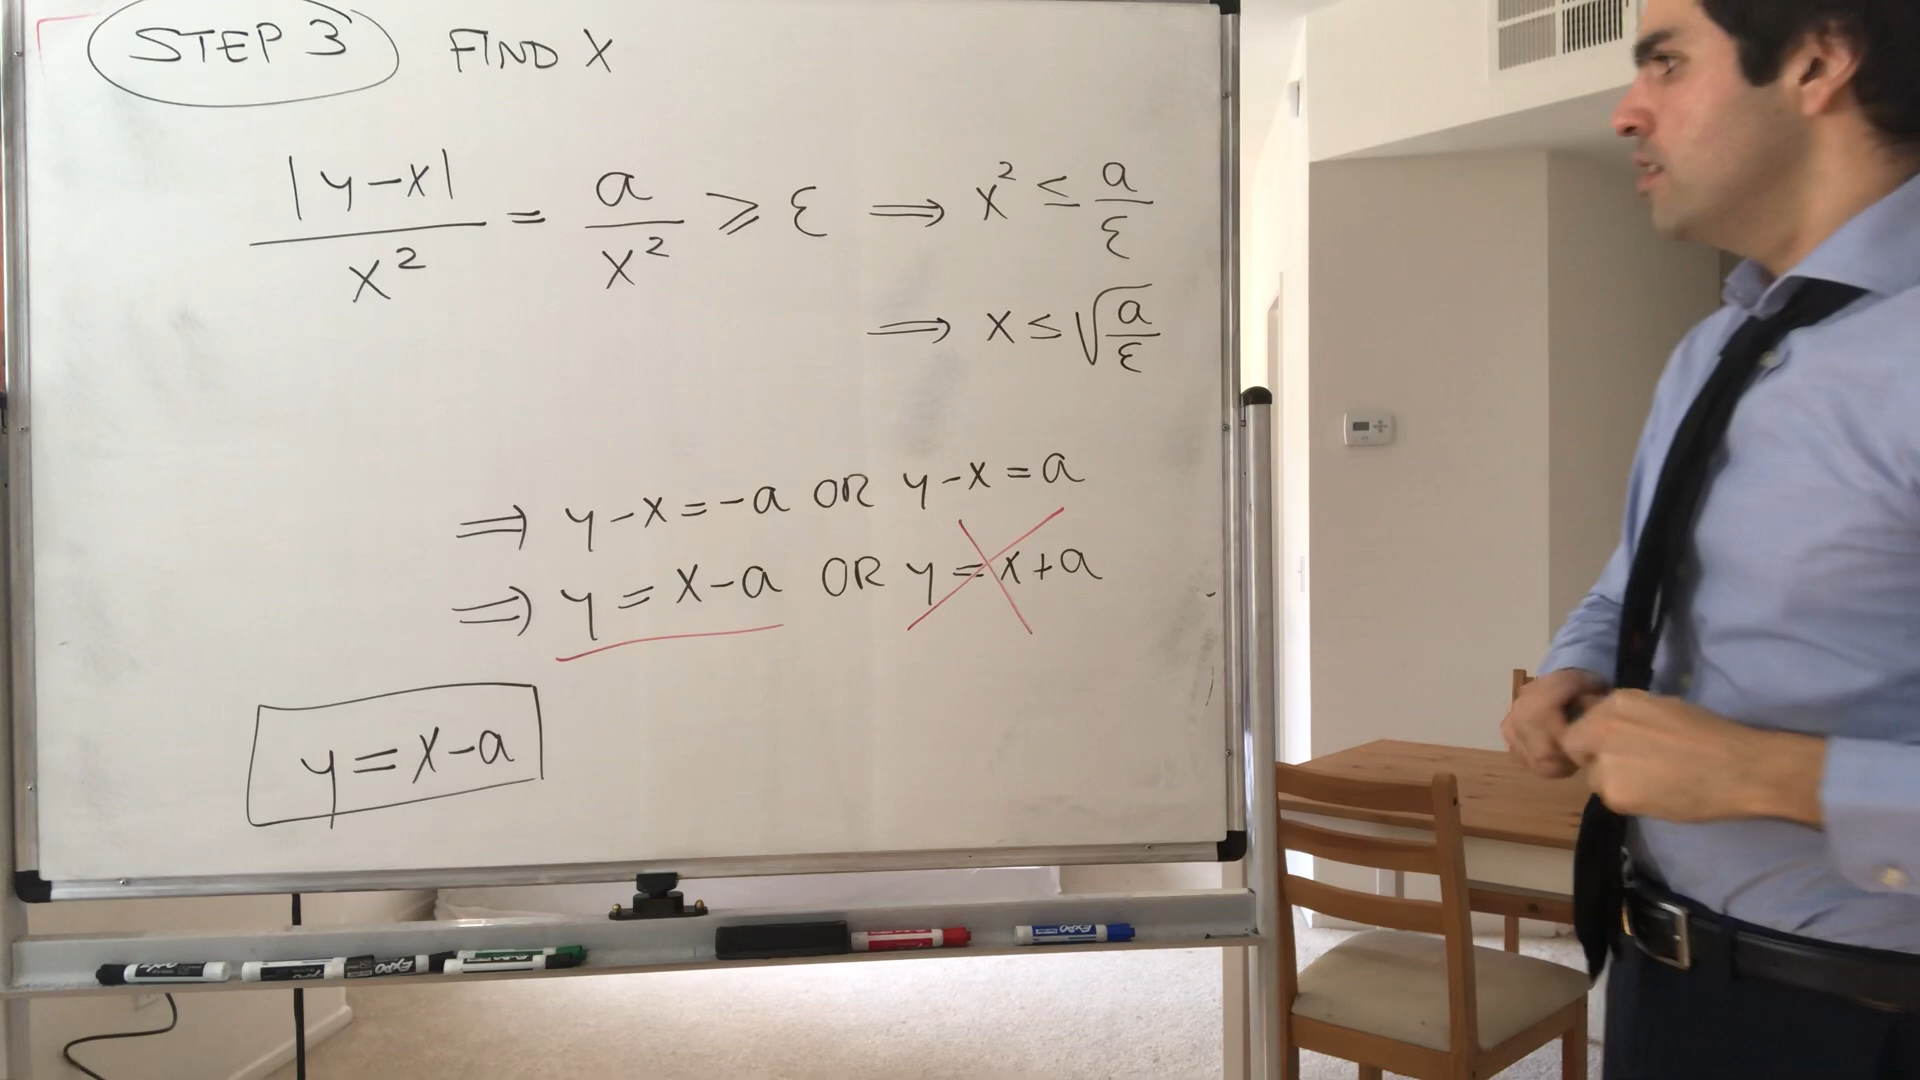 STEP 3 FIND X
|y-x| / x² = a / x² ⩾ Ɛ ⟹ x² ≤ a / Ɛ
⟹ x ≤ √(a / Ɛ)
⟹ y-x = -a OR y-x = a
⟹ y = x-a OR y = x+a
y = x-a
EXPO
EXPO